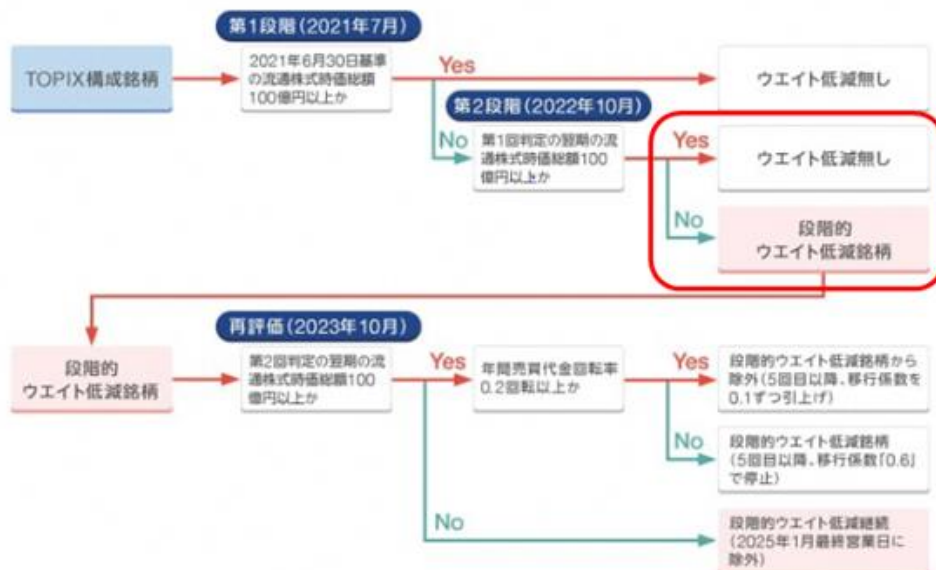 第1段階(2021年7月)
TOPIX構成銘柄
2021年6月30日基準
の流通株式時価総額
100億円以上か
Yes
ウエイト低減無し
第2段階(2022年10月)
No
第1回判定の翌期の流
通株式時価総額100
億円以上か
Yes
ウエイト低減無し
No
段階的
ウエイト低減銘柄
再評価(2023年10月)
段階的
ウエイト低減銘柄
第2回判定の翌期の流
通株式時価総額100
億円以上か
Yes
年間売買代金回転率
0.2回転以上か
Yes
段階的ウエイト低減銘柄から
除外(5回目以降、移行係数を
0.1ずつ引上げ)
No
段階的ウエイト低減銘柄
(5回目以降、移行係数「0.6」
で停止)
No
段階的ウエイト低減継続
(2025年1月最終営業日に
除外)